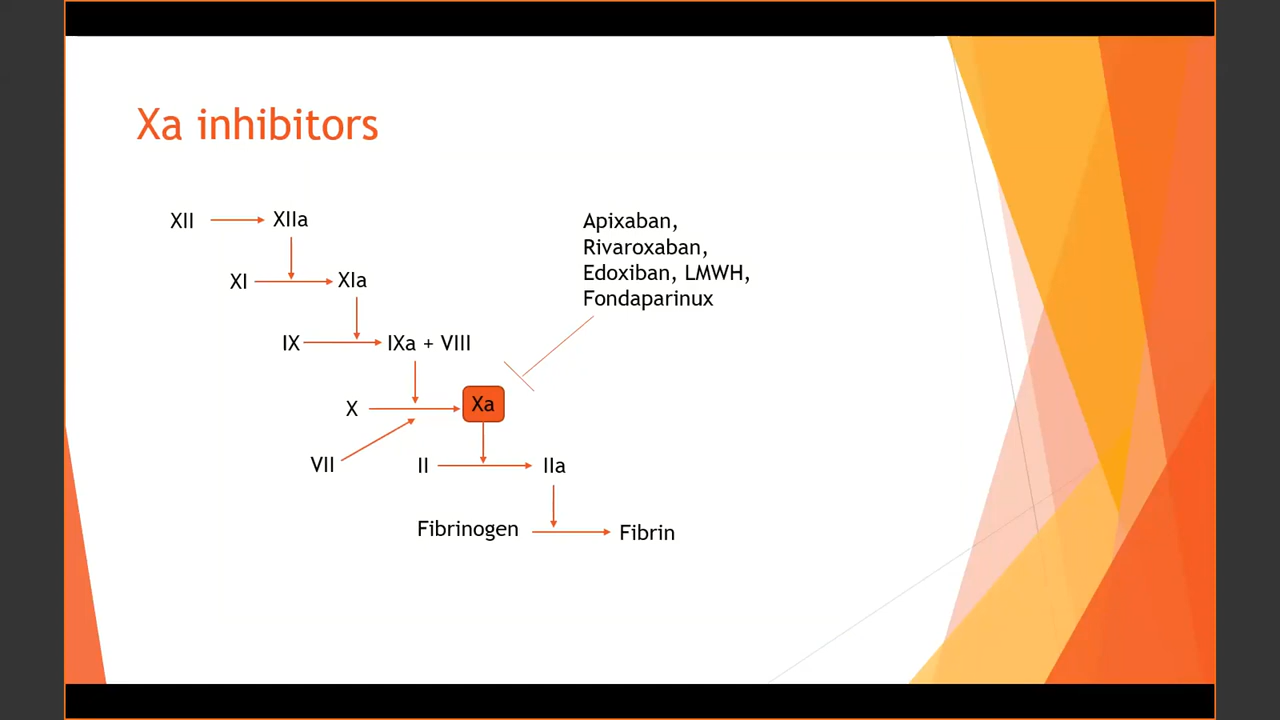 Xa inhibitors
XII
XIIa
Apixaban,
Rivaroxaban,
Edoxiban, LMWH,
Fondaparinux
XI
XIa
IX
IXa + VIII
X
Xa
VII
II
IIa
Fibrinogen
Fibrin